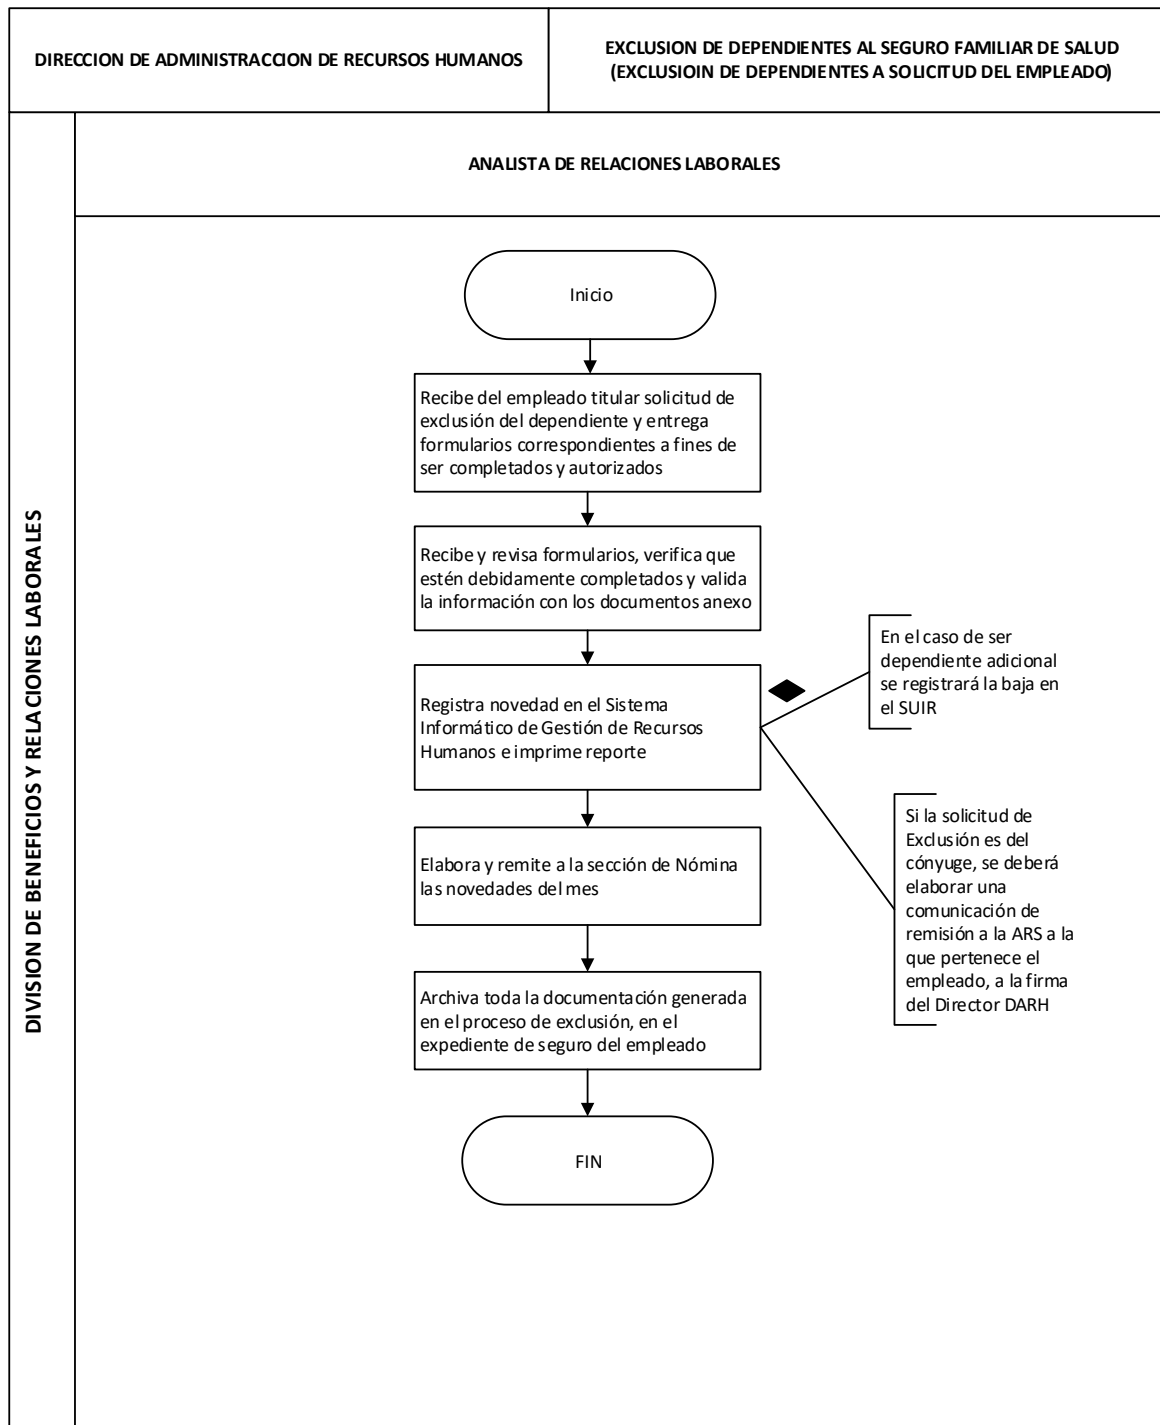 DIRECCION DE ADMINISTRACCION DE RECURSOS HUMANOS
EXCLUSION DE DEPENDIENTES AL SEGURO FAMILIAR DE SALUD
(EXCLUSIOIN DE DEPENDIENTES A SOLICITUD DEL EMPLEADO)
DIVISION DE BENEFICIOS Y RELACIONES LABORALES
ANALISTA DE RELACIONES LABORALES
Inicio
Recibe del empleado titular solicitud de
exclusión del dependiente y entrega
formularios correspondientes a fines de
ser completados y autorizados
Recibe y revisa formularios, verifica que
estén debidamente completados y valida
la información con los documentos anexo
Registra novedad en el Sistema
Informático de Gestión de Recursos
Humanos e imprime reporte
En el caso de ser
dependiente adicional
se registrará la baja en
el SUIR
Si la solicitud de
Exclusión es del
cónyuge, se deberá
elaborar una
comunicación de
remisión a la ARS a la
que pertenece el
empleado, a la firma
del Director DARH
Elabora y remite a la sección de Nómina
las novedades del mes
Archiva toda la documentación generada
en el proceso de exclusión, en el
expediente de seguro del empleado
FIN